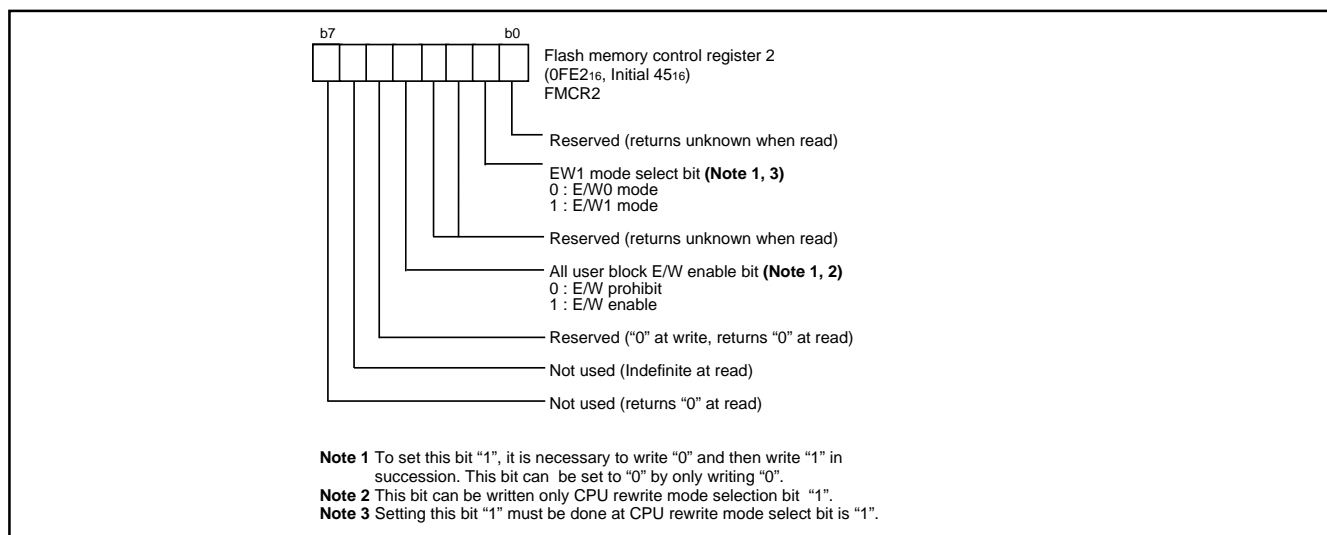 b7 b0
Flash memory control register 2
(0FE216, Initial 4516)
FMCR2
Reserved (returns unknown when read)
EW1 mode select bit (Note 1, 3)
0 : E/W0 mode
1 : E/W1 mode
Reserved (returns unknown when read)
All user block E/W enable bit (Note 1, 2)
0 : E/W prohibit
1 : E/W enable
Reserved (“0” at write, returns “0” at read)
Not used (Indefinite at read)
Not used (returns “0” at read)
Note 1 To set this bit “1”, it is necessary to write “0” and then write “1” in
succession. This bit can be set to “0” by only writing “0”.
Note 2 This bit can be written only CPU rewrite mode selection bit “1”.
Note 3 Setting this bit “1” must be done at CPU rewrite mode select bit is “1”.